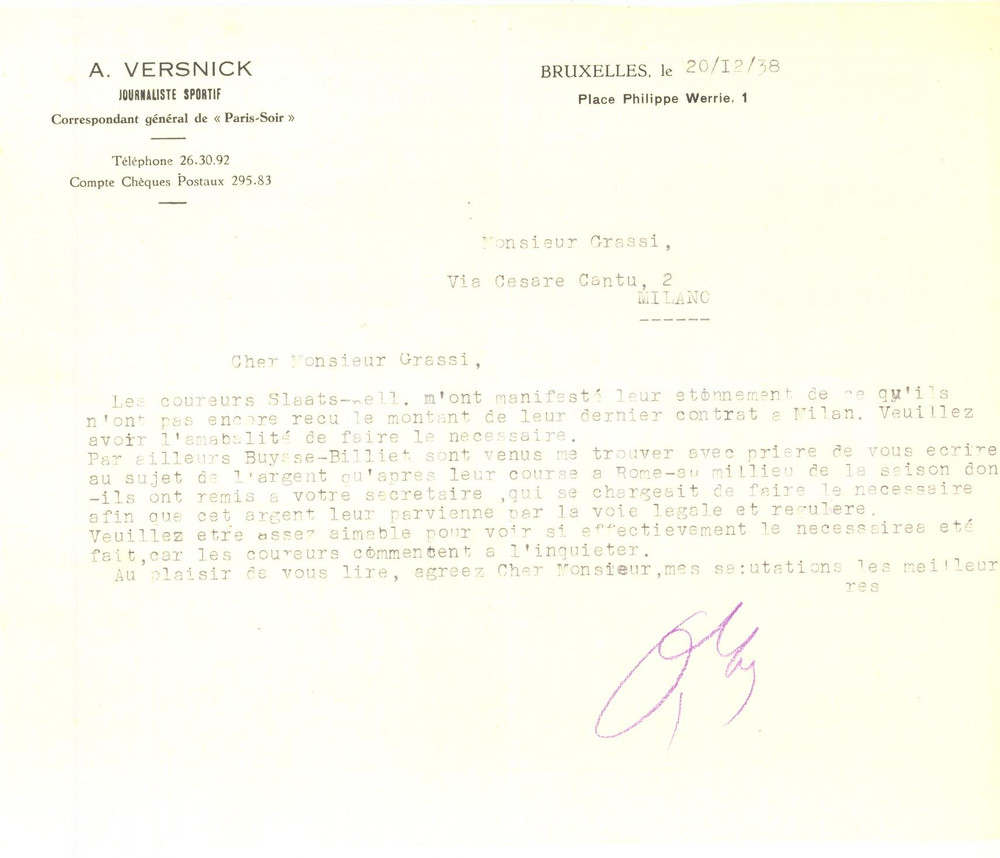 A. VERSNICK
JOURNALISTE SPORTIF
Correspondant général de « Paris-Soir »
Téléphone 26.30.92
Compte Chèques Postaux 295.83
BRUXELLES, le 20/12/38
Place Philippe Werrie, 1
Monsieur Grassi,
Via Cesare Cantu, 2
MILANO
------
Cher Monsieur Grassi,
Les coureurs Slaats- m'ont manifesté leur etônnement de ce qu'ils
n'ont pas encore recu le montant de leur dernier contrat a Milan. Veuillez
avoir l'amabalité de faire le necessaire.
Par ailleurs Buysse-Billiet sont venus me trouver avec priere de vous ecrire
au sujet de l'argent qu'apres leur course a Rome-au millieu de la saison don
-ils ont remis a votre secretaire ,qui se chargeait de faire le necessaire
afin que cet argent leur parvienne par la voie legale et regulere.
Veuillez etre assez aimable pour voir si effectievement le necessairea eté
fait,car les coureurs cômmentent a l'inquieter.
Au plaisir de vous lire, agreez Cher Monsieur,mes salutations les meilleur
res